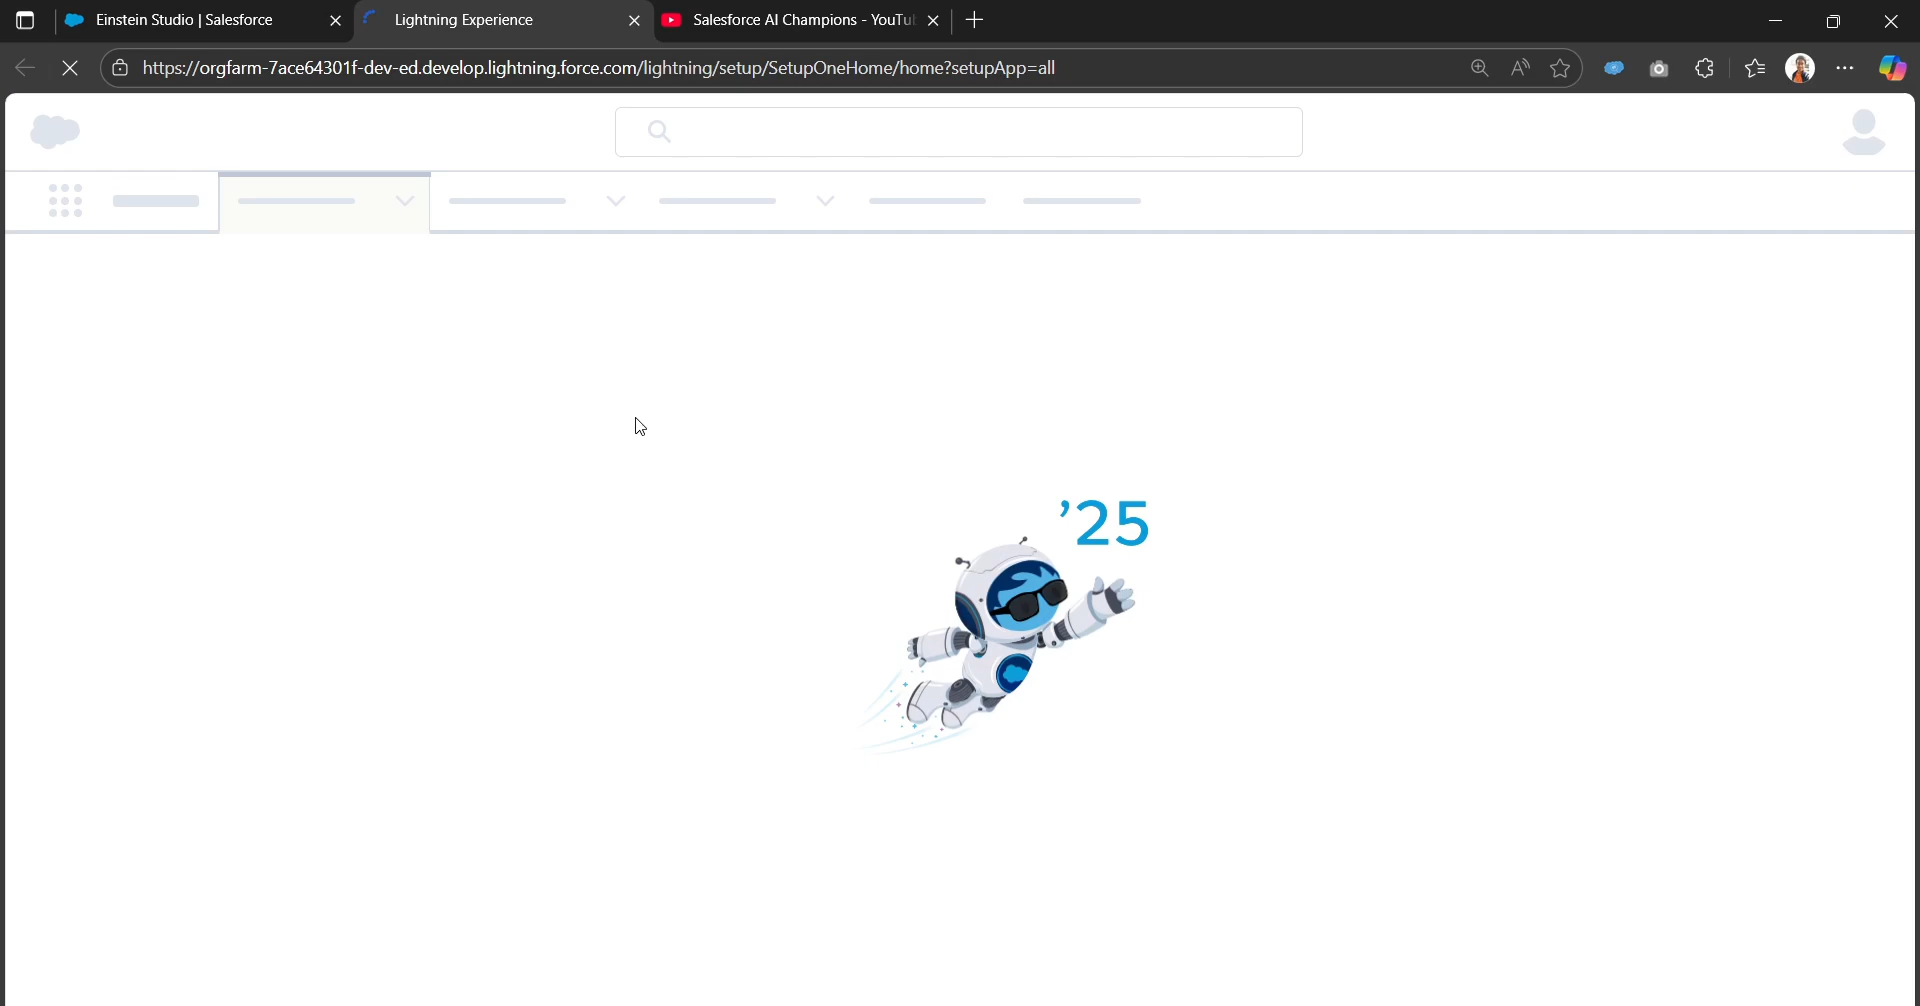 Einstein Studio | Salesforce
Lightning Experience
Salesforce AI Champions - YouTu
https://orgfarm-7ace64301f-dev-ed.develop.lightning.force.com/lightning/setup/SetupOneHome/home?setupApp=all
’25